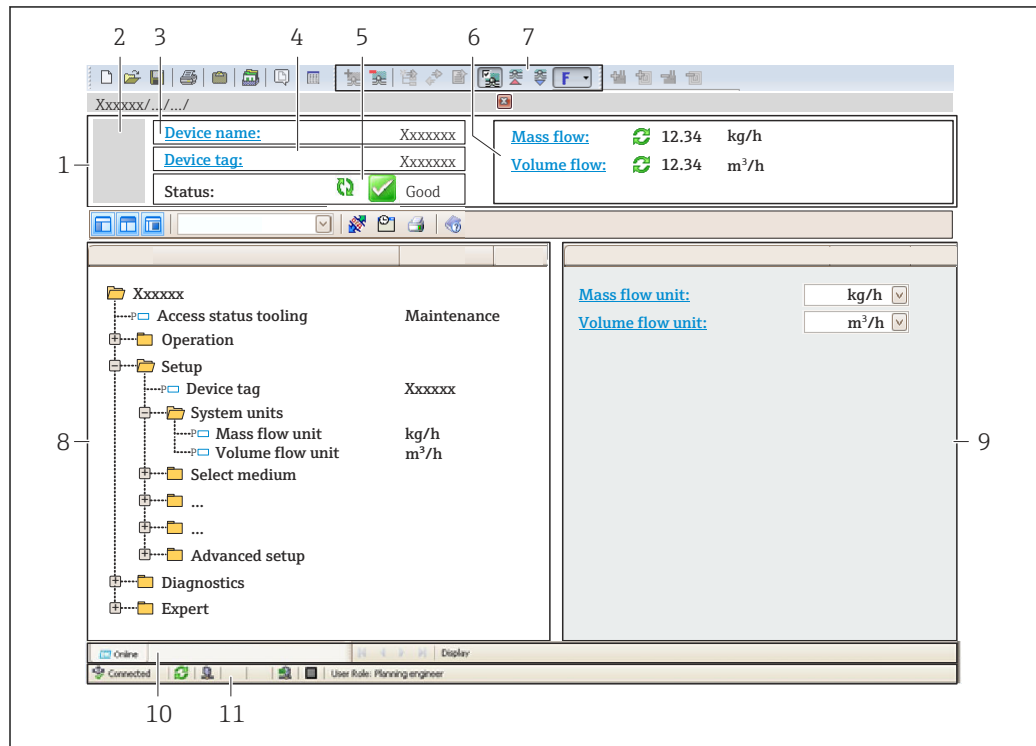 2 3 4 5 6 7
F
Xxxxxx/.../.../
1
Device name: Xxxxxxx
Device tag: Xxxxxxx
Status: Good
Mass flow: 12.34 kg/h
Volume flow: 12.34 m³/h
Xxxxxx
P Access status tooling Maintenance
Operation
Setup
P Device tag Xxxxxx
System units
P Mass flow unit kg/h
P Volume flow unit m³/h
Select medium
...
...
Advanced setup
Diagnostics
Expert
Mass flow unit: kg/h
Volume flow unit: m³/h
8
9
Online Display
Connected User Role: Planning engineer
10 11